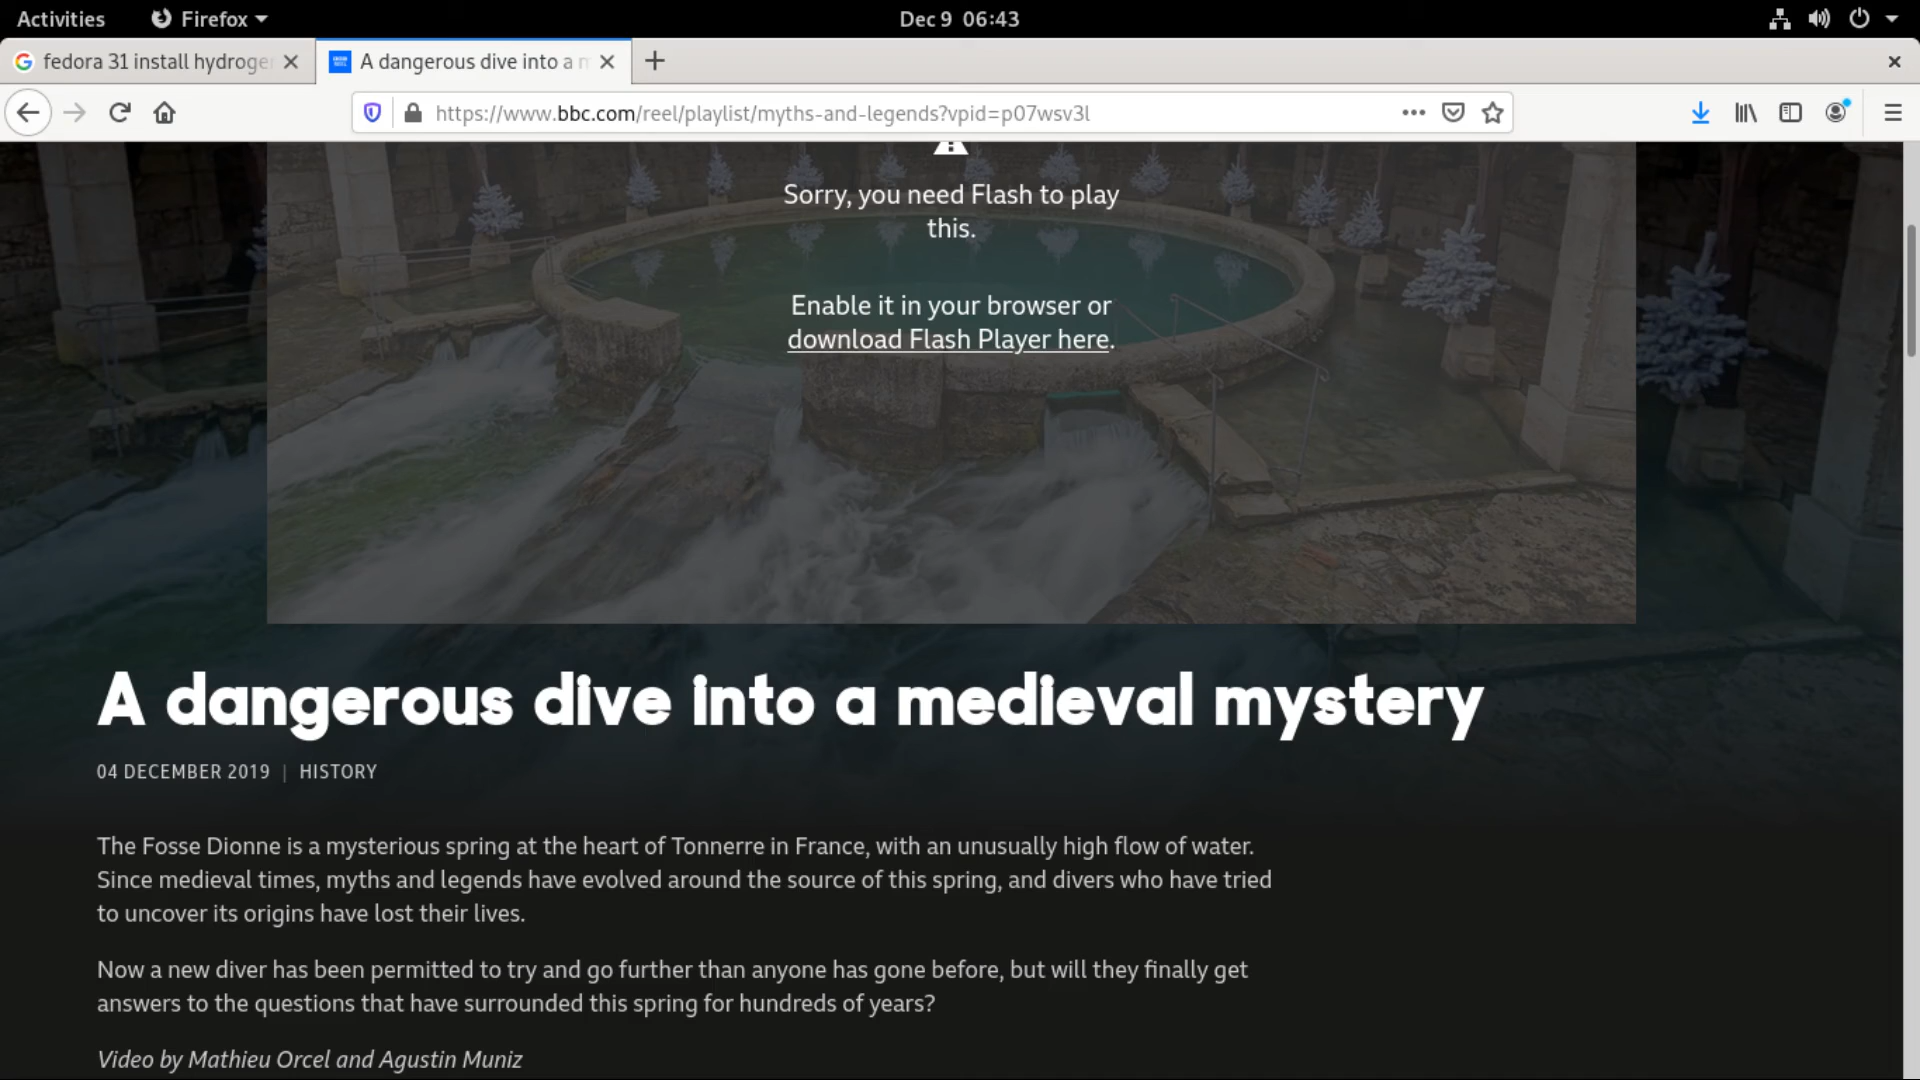 Activities Firefox Dec 9 06:43
fedora 31 install hydroge A dangerous dive into a m
https://www.bbc.com/reel/playlist/myths-and-legends?vpid=p07wsv3l
Sorry, you need Flash to play
this.
Enable it in your browser or
download Flash Player here.
A dangerous dive into a medieval mystery
04 DECEMBER 2019 | HISTORY
The Fosse Dionne is a mysterious spring at the heart of Tonnerre in France, with an unusually high flow of water.
Since medieval times, myths and legends have evolved around the source of this spring, and divers who have tried
to uncover its origins have lost their lives.
Now a new diver has been permitted to try and go further than anyone has gone before, but will they finally get
answers to the questions that have surrounded this spring for hundreds of years?
Video by Mathieu Orcel and Agustin Muniz